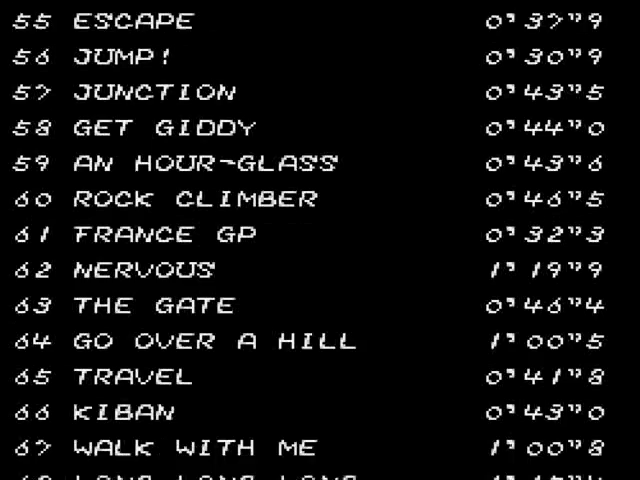 55 ESCAPE 0'37"9
56 JUMP! 0'30"9
57 JUNCTION 0'43"5
58 GET GIDDY 0'44"0
59 AN HOUR-GLASS 0'43"6
60 ROCK CLIMBER 0'46"5
61 FRANCE GP 0'32"3
62 NERVOUS 1'19"9
63 THE GATE 0'46"4
64 GO OVER A HILL 1'00"5
65 TRAVEL 0'41"8
66 KIBAN 0'43"0
67 WALK WITH ME 1'00"8